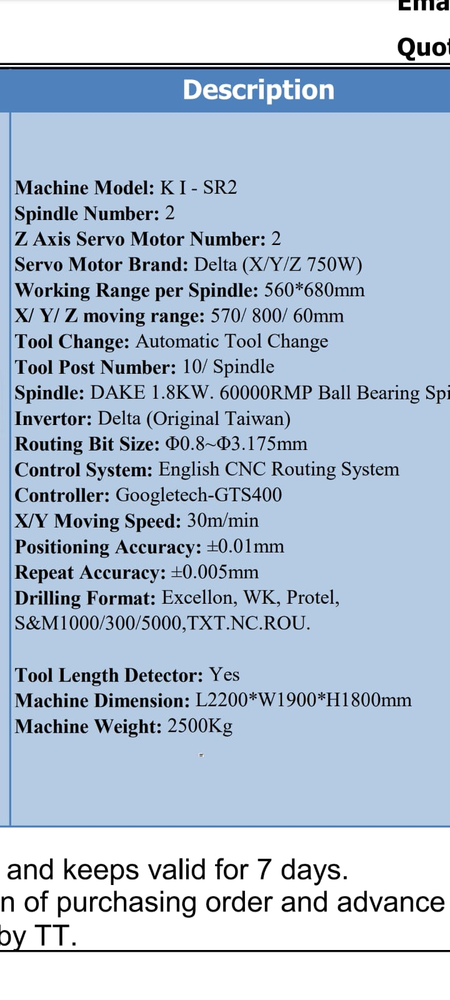 Quot
Description
Machine Model: K I - SR2
Spindle Number: 2
Z Axis Servo Motor Number: 2
Servo Motor Brand: Delta (X/Y/Z 750W)
Working Range per Spindle: 560*680mm
X/ Y/ Z moving range: 570/ 800/ 60mm
Tool Change: Automatic Tool Change
Tool Post Number: 10/ Spindle
Spindle: DAKE 1.8KW. 60000RMP Ball Bearing Spi
Invertor: Delta (Original Taiwan)
Routing Bit Size: Φ0.8~Φ3.175mm
Control System: English CNC Routing System
Controller: Googletech-GTS400
X/Y Moving Speed: 30m/min
Positioning Accuracy: ±0.01mm
Repeat Accuracy: ±0.005mm
Drilling Format: Excellon, WK, Protel,
S&M1000/300/5000,TXT.NC.ROU.
Tool Length Detector: Yes
Machine Dimension: L2200*W1900*H1800mm
Machine Weight: 2500Kg
and keeps valid for 7 days.
n of purchasing order and advance
by TT.